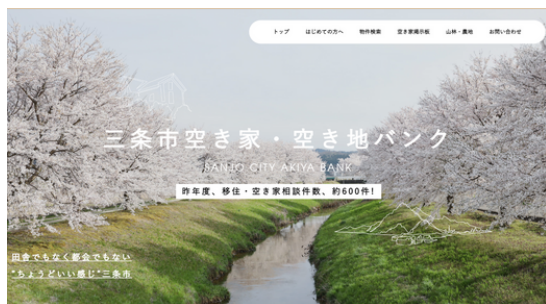 トップ はじめての方へ 物件検索 空き家掲示板 山林・農地 お問い合わせ
三条市空き家・空き地バンク
SANJO CITY AKIYA BANK
昨年度、移住・空き家相談件数、約600件!
田舎でもなく都会でもない
"ちょうどいい感じ"三条市